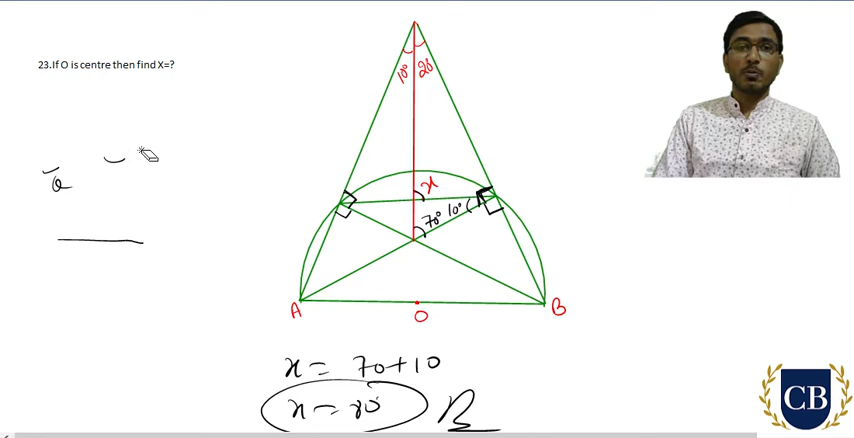 23.If O is centre then find X=?
10° 20°
x
70° 10°
A
O
B
x = 70+10
x = 80°
CB